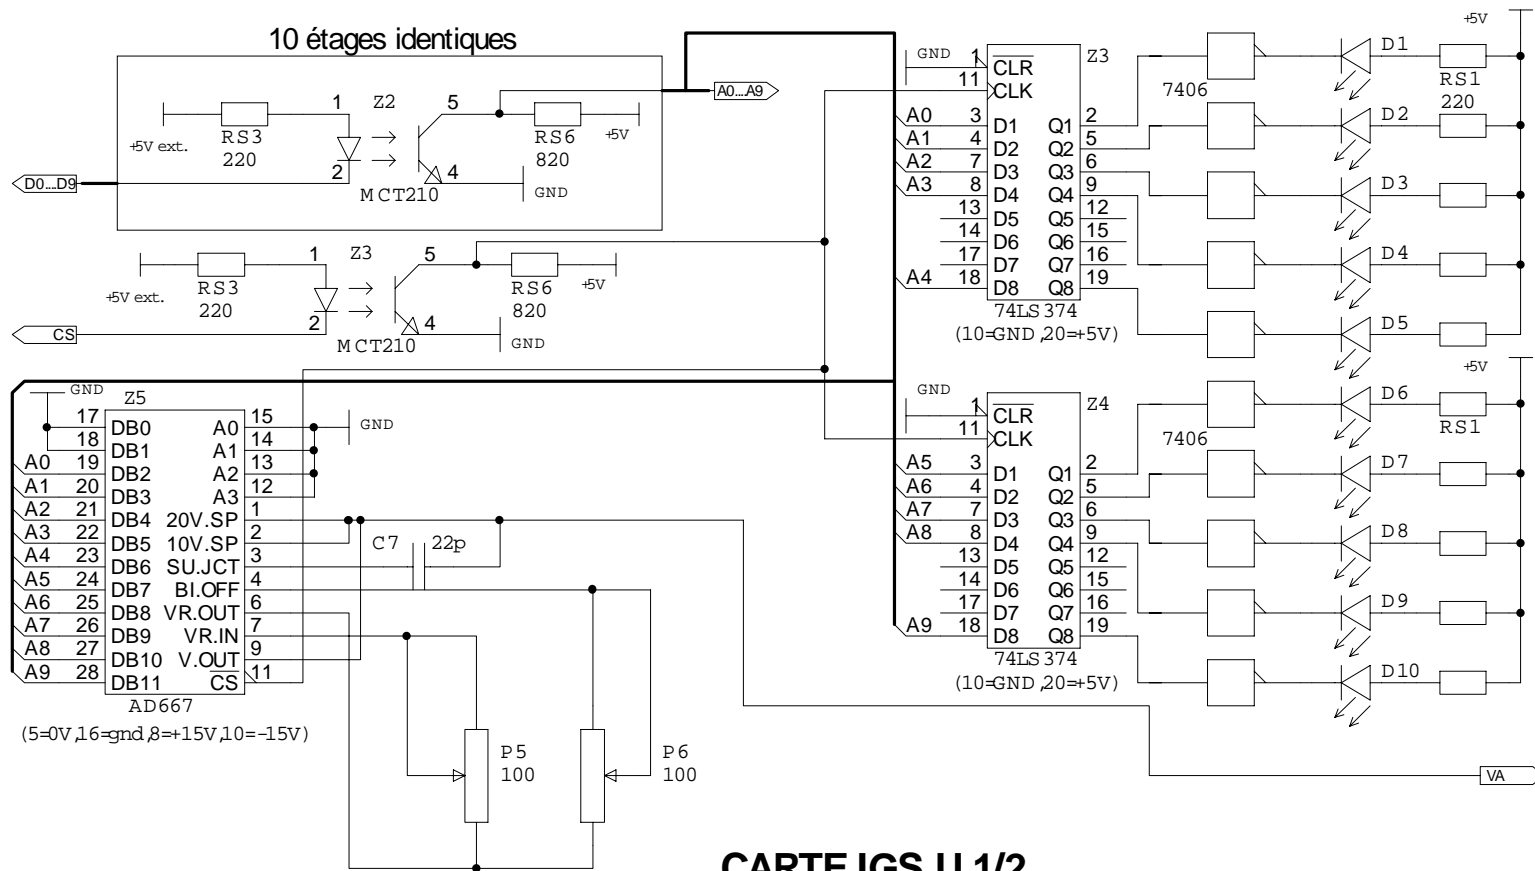 10 étages identiques
+5V ext.
RS3
220
1
2
Z2
MCT210
5
4
RS6
820
+5V
GND
D0...D9
A0...A9
+5V ext.
RS3
220
1
2
Z3
MCT210
5
4
RS6
820
+5V
GND
CS
GND
Z5
17 DB0 A0 15
18 DB1 A1 14
A0 19 DB2 A2 13
A1 20 DB3 A3 12
A2 21 DB4 20V.SP 1
A3 22 DB5 10V.SP 2
A4 23 DB6 SU.JCT 3
A5 24 DB7 BI.OFF 4
A6 25 DB8 VR.OUT 6
A7 26 DB9 VR.IN 7
A8 27 DB10 V.OUT 9
A9 28 DB11 CS 11
AD667
(5=0V,16=gnd,8=+15V,10=-15V)
GND
C7 22p
P5
100
P6
100
GND
1 CLR
11 CLK
Z3
A0 3 D1 Q1 2
A1 4 D2 Q2 5
A2 7 D3 Q3 6
A3 8 D4 Q4 9
13 D5 Q5 12
14 D6 Q6 15
17 D7 Q7 16
A4 18 D8 Q8 19
74LS374
(10=GND,20=+5V)
7406
+5V
D1
RS1
220
D2
D3
D4
D5
GND
1 CLR
11 CLK
Z4
A5 3 D1 Q1 2
A6 4 D2 Q2 5
A7 7 D3 Q3 6
A8 8 D4 Q4 9
13 D5 Q5 12
14 D6 Q6 15
17 D7 Q7 16
A9 18 D8 Q8 19
74LS374
(10=GND,20=+5V)
7406
+5V
D6
RS1
D7
D8
D9
D10
VA
CARTE IGS U 1/2